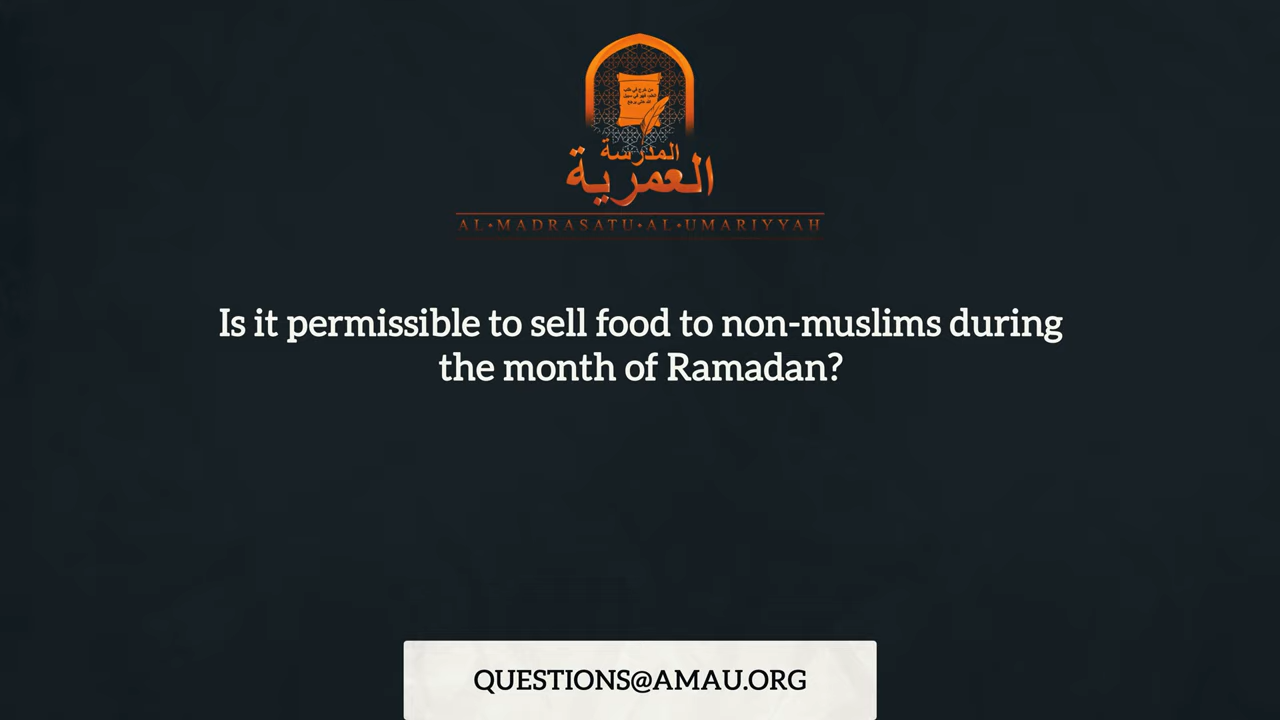 المدرسة
العمرية
AL•MADRASATU•AL•UMARIYYAH
Is it permissible to sell food to non-muslims during
the month of Ramadan?
QUESTIONS@AMAU.ORG